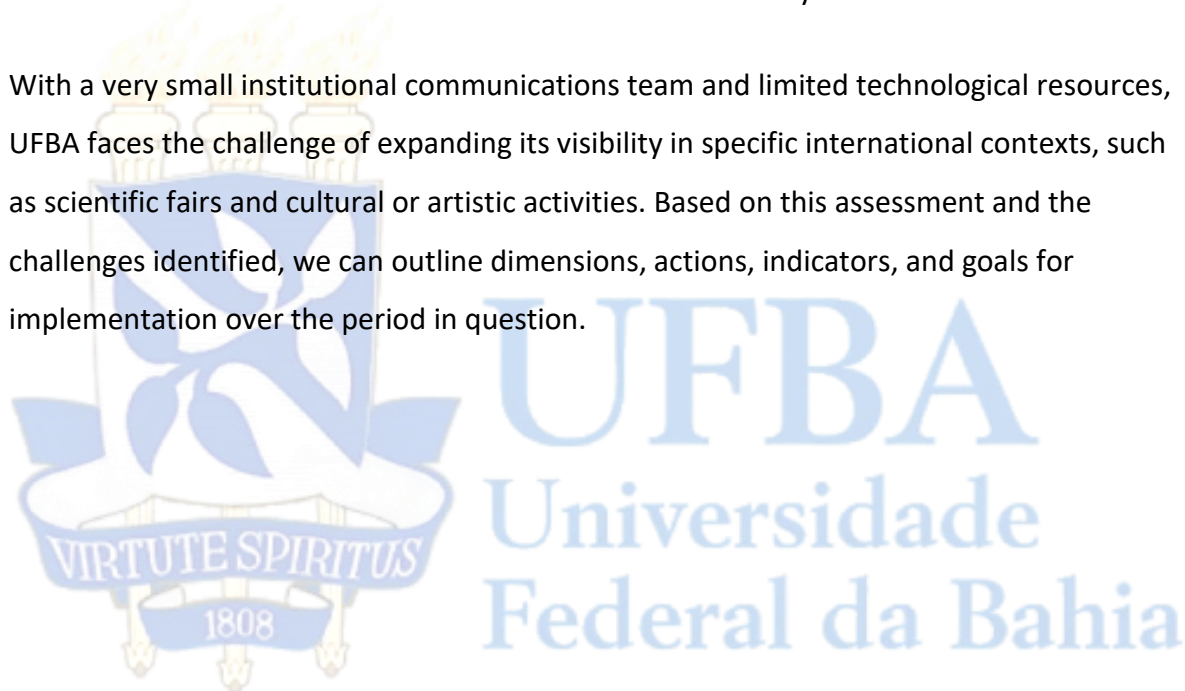 With a very small institutional communications team and limited technological resources,
UFBA faces the challenge of expanding its visibility in specific international contexts, such
as scientific fairs and cultural or artistic activities. Based on this assessment and the
challenges identified, we can outline dimensions, actions, indicators, and goals for
implementation over the period in question.
UFBA
Universidade
VIRTUTE SPIRITUS
Federal da Bahia
1808